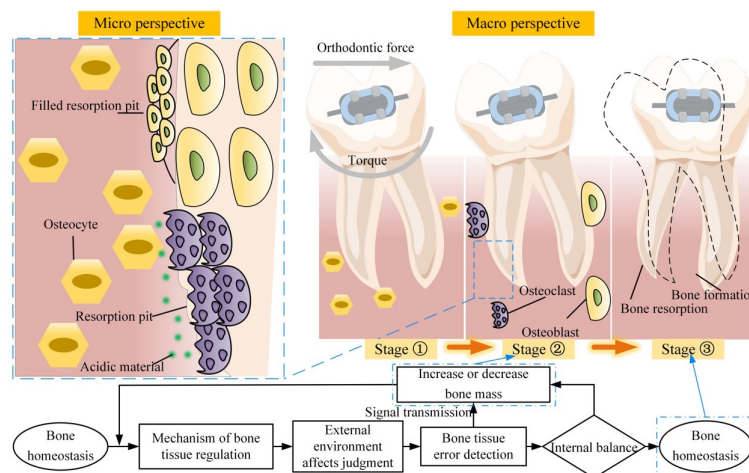 Micro perspective
Macro perspective
Filled resorption pit
Osteocyte
Resorption pit
Acidic material
Orthodontic force
Torque
Osteoclast
Osteoblast
Bone formation
Bone resorption
Stage ①
Stage ②
Stage ③
Increase or decrease
bone mass
Signal transmission
Bone
homeostasis
Mechanism of bone
tissue regulation
External
environment
affects judgment
Bone tissue
error detection
Internal balance
Bone
homeostasis